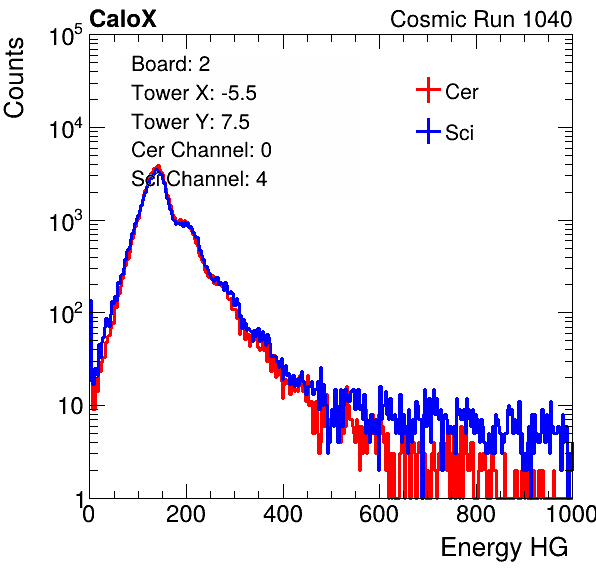 CaloX
Cosmic Run 1040
Counts
Board: 2
Tower X: -5.5
Tower Y: 7.5
Cer Channel: 0
Sci Channel: 4
Cer
Sci
10^5
10^4
10^3
10^2
10
1
0 200 400 600 800 1000
Energy HG